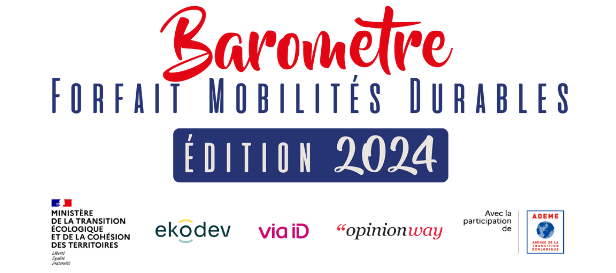 Baromètre
Forfait Mobilités Durables
ÉDITION 2024
MINISTÈRE
DE LA TRANSITION
ÉCOLOGIQUE
ET DE LA COHÉSION
DES TERRITOIRES
Liberté
Égalité
Fraternité
ekodev
via iD
“opinionway
Avec la
participation
de
ADEME
AGENCE DE LA
TRANSITION
ÉCOLOGIQUE